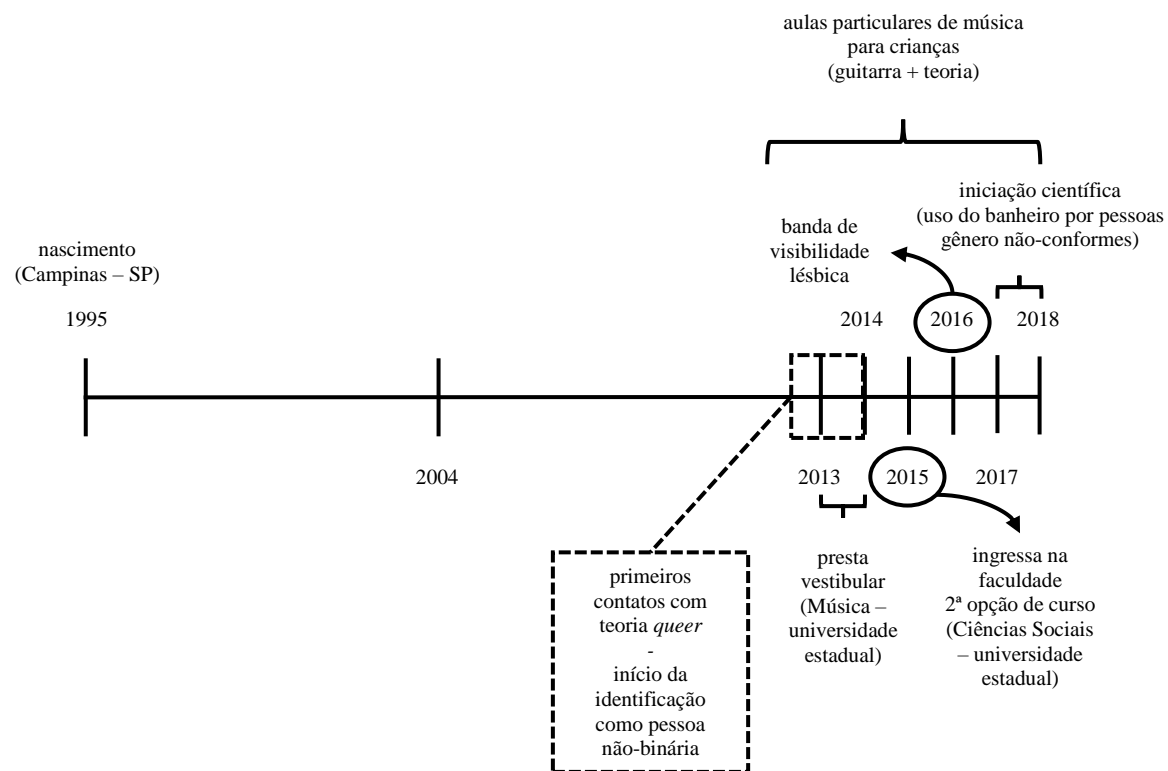 aulas particulares de música
para crianças
(guitarra + teoria)
iniciação científica
(uso do banheiro por pessoas
gênero não-conformes)
banda de
visibilidade
lésbica
nascimento
(Campinas – SP)
1995
2014
2016
2018
2004
2013
2015
2017
primeiros
contatos com
teoria queer
-
início da
identificação
como pessoa
não-binária
presta
vestibular
(Música –
universidade
estadual)
ingressa na
faculdade
2ª opção de curso
(Ciências Sociais
– universidade
estadual)